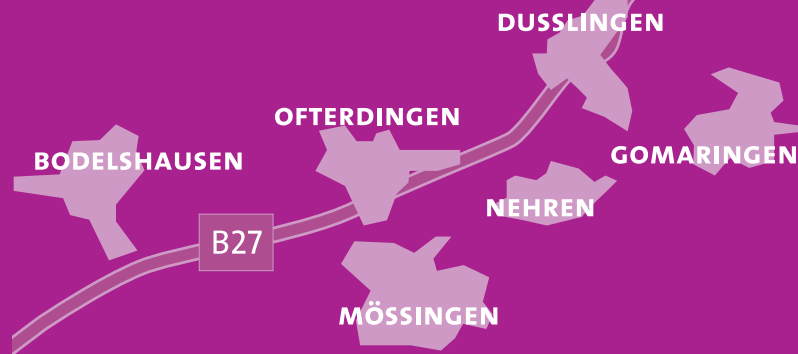 DUSSLINGEN
OFTERDINGEN
BODELSHAUSEN
GOMARINGEN
NEHREN
B27
MÖSSINGEN